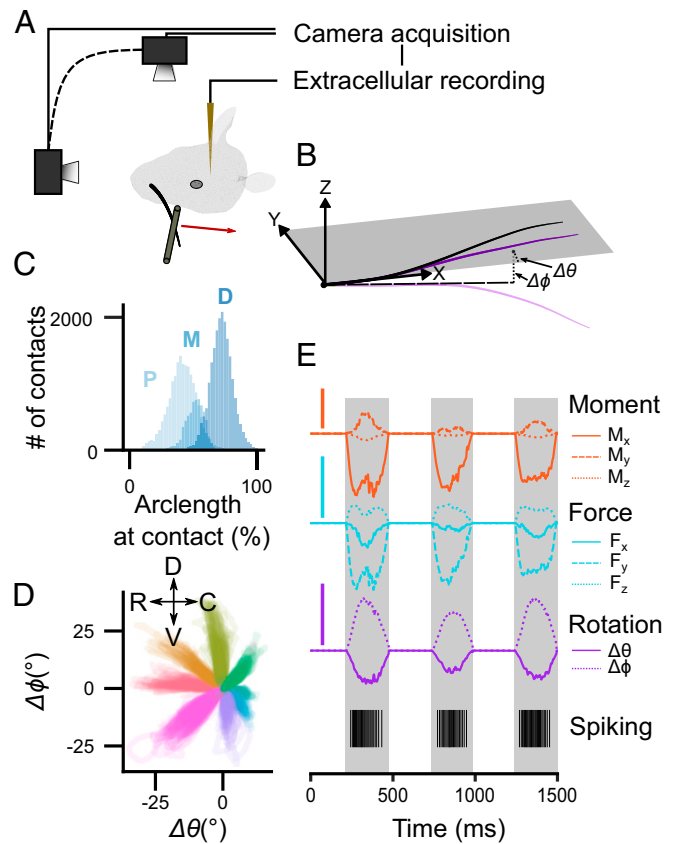 A
Camera acquisition
Extracellular recording
B
Z
Y
X
Δθ
Δϕ
C
# of contacts
2000
0
P
M
D
0
100
Arclength
at contact (%)
D
D
R
C
V
Δϕ(°)
25
0
-25
-25
0
Δθ(°)
E
Moment
Mx
My
Mz
Force
Fx
Fy
Fz
Rotation
Δθ
Δϕ
Spiking
0
500
1000
1500
Time (ms)